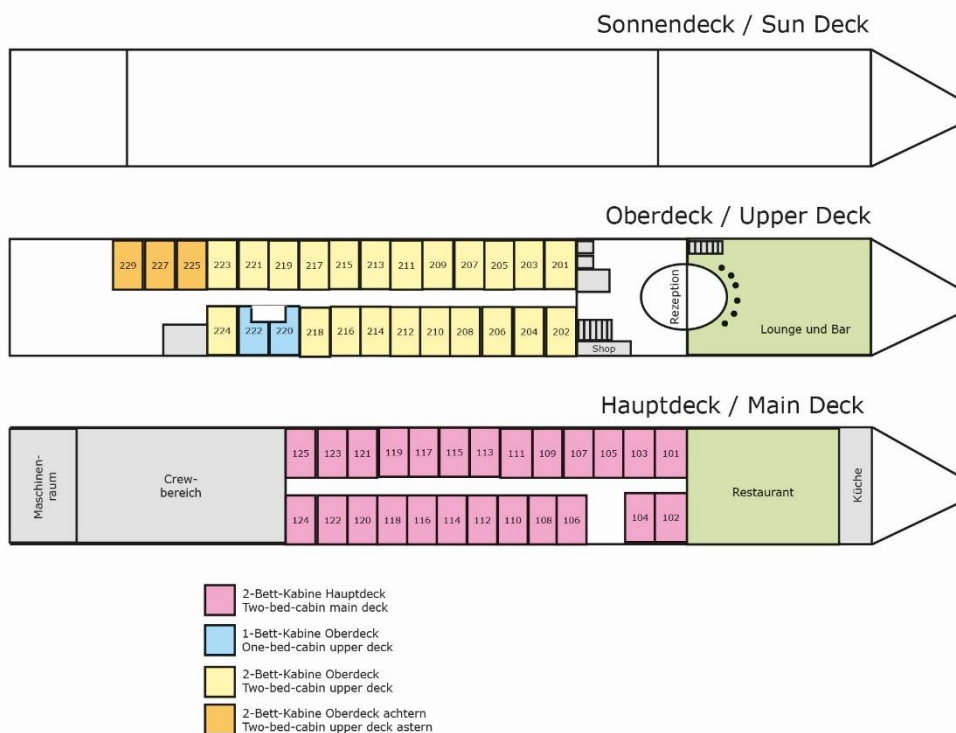 Sonnendeck / Sun Deck
Oberdeck / Upper Deck
229 227 225 223 221 219 217 215 213 211 209 207 205 203 201
Rezeption
Lounge und Bar
224 222 220 218 216 214 212 210 208 206 204 202
Shop
Hauptdeck / Main Deck
Maschinen-
raum
Crew-
bereich
125 123 121 119 117 115 113 111 109 107 105 103 101
124 122 120 118 116 114 112 110 108 106 104 102
Restaurant
Küche
2-Bett-Kabine Hauptdeck
Two-bed-cabin main deck
1-Bett-Kabine Oberdeck
One-bed-cabin upper deck
2-Bett-Kabine Oberdeck
Two-bed-cabin upper deck
2-Bett-Kabine Oberdeck achtern
Two-bed-cabin upper deck astern